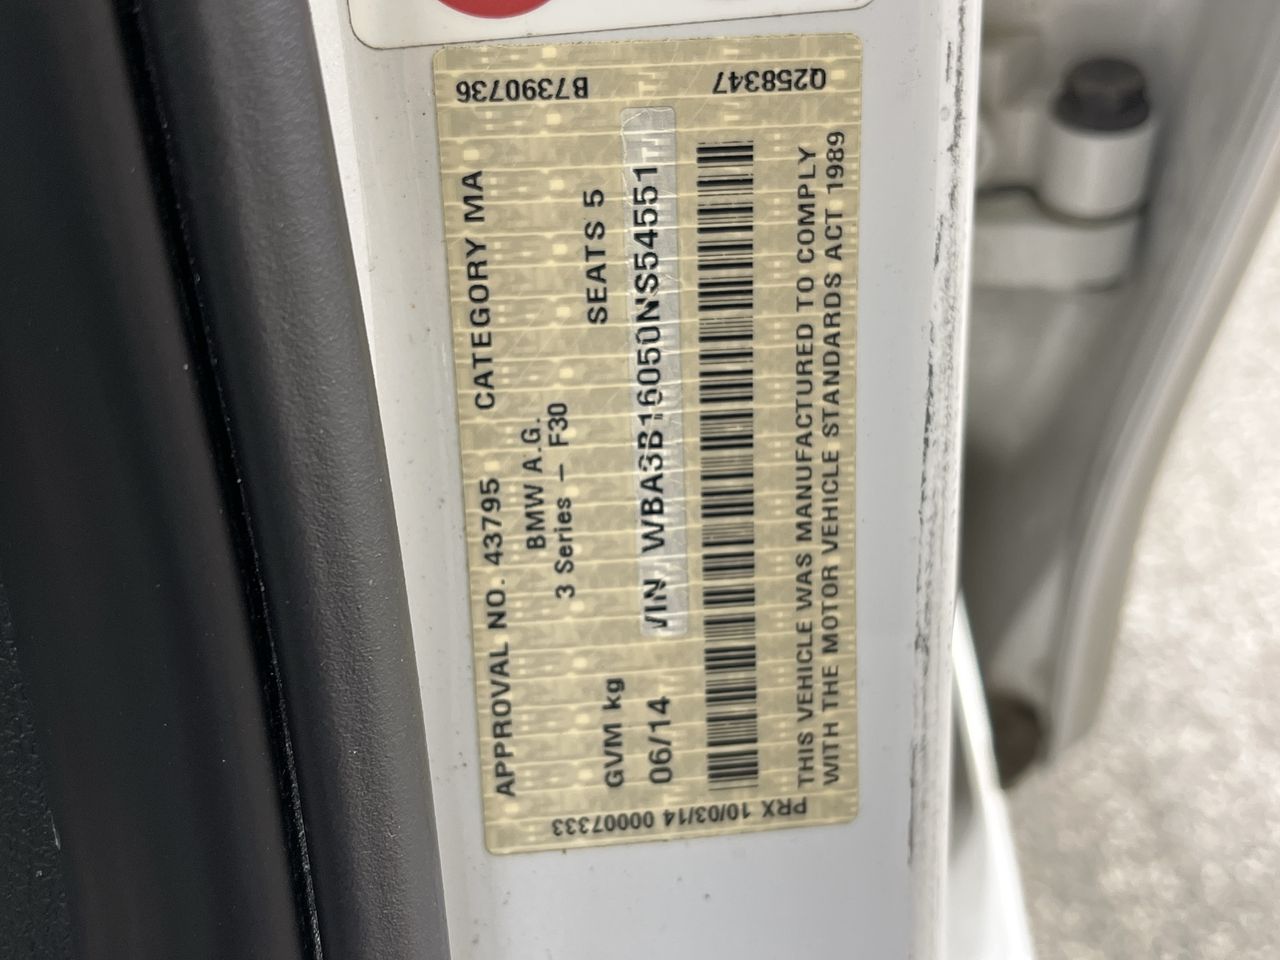 APPROVAL NO. 43795 CATEGORY MA
BMW A.G.
3 Series - F30
GVM kg SEATS 5
06/14 VIN WBA3B16050NS54551
THIS VEHICLE WAS MANUFACTURED TO COMPLY
WITH THE MOTOR VEHICLE STANDARDS ACT 1989
B7390736
Q258347
PRX 10/03/14 00007333